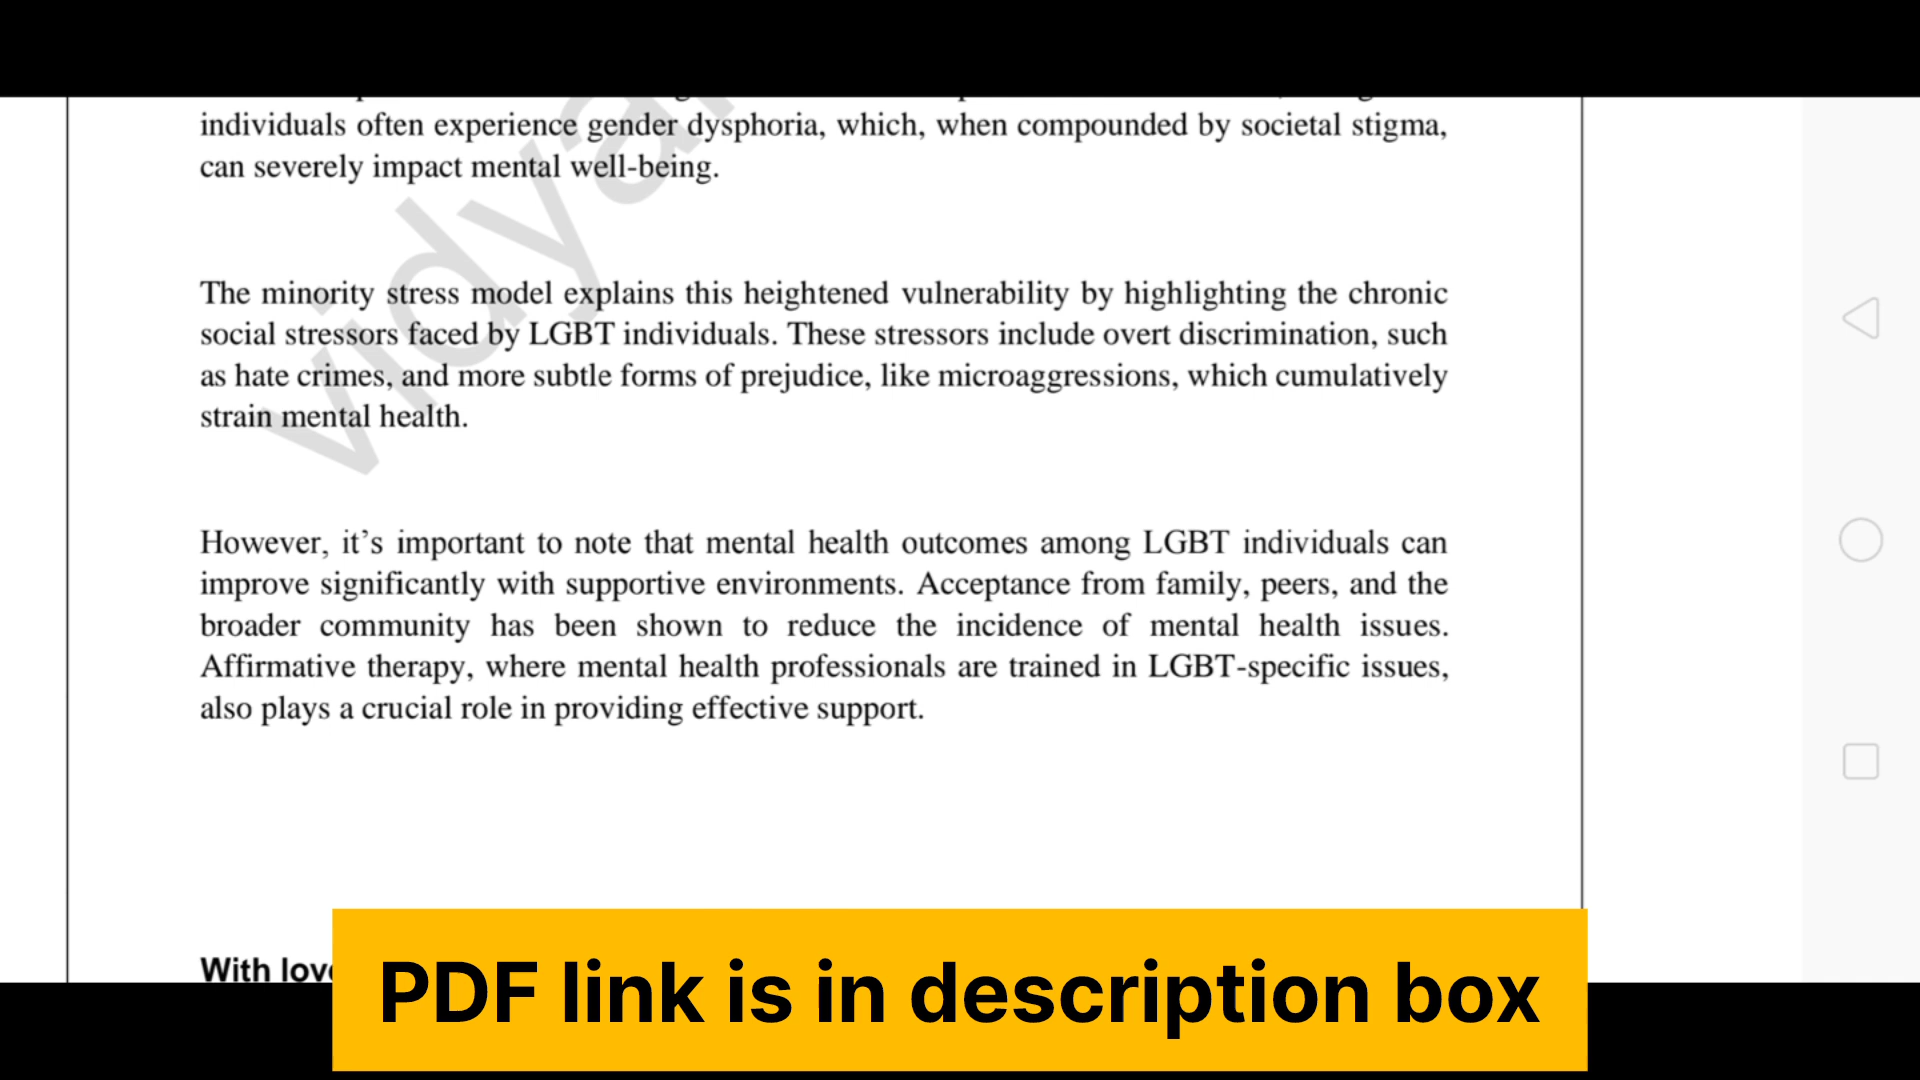 individuals often experience gender dysphoria, which, when compounded by societal stigma,
can severely impact mental well-being.
The minority stress model explains this heightened vulnerability by highlighting the chronic
social stressors faced by LGBT individuals. These stressors include overt discrimination, such
as hate crimes, and more subtle forms of prejudice, like microaggressions, which cumulatively
strain mental health.
However, it’s important to note that mental health outcomes among LGBT individuals can
improve significantly with supportive environments. Acceptance from family, peers, and the
broader community has been shown to reduce the incidence of mental health issues.
Affirmative therapy, where mental health professionals are trained in LGBT-specific issues,
also plays a crucial role in providing effective support.
With
PDF link is in description box